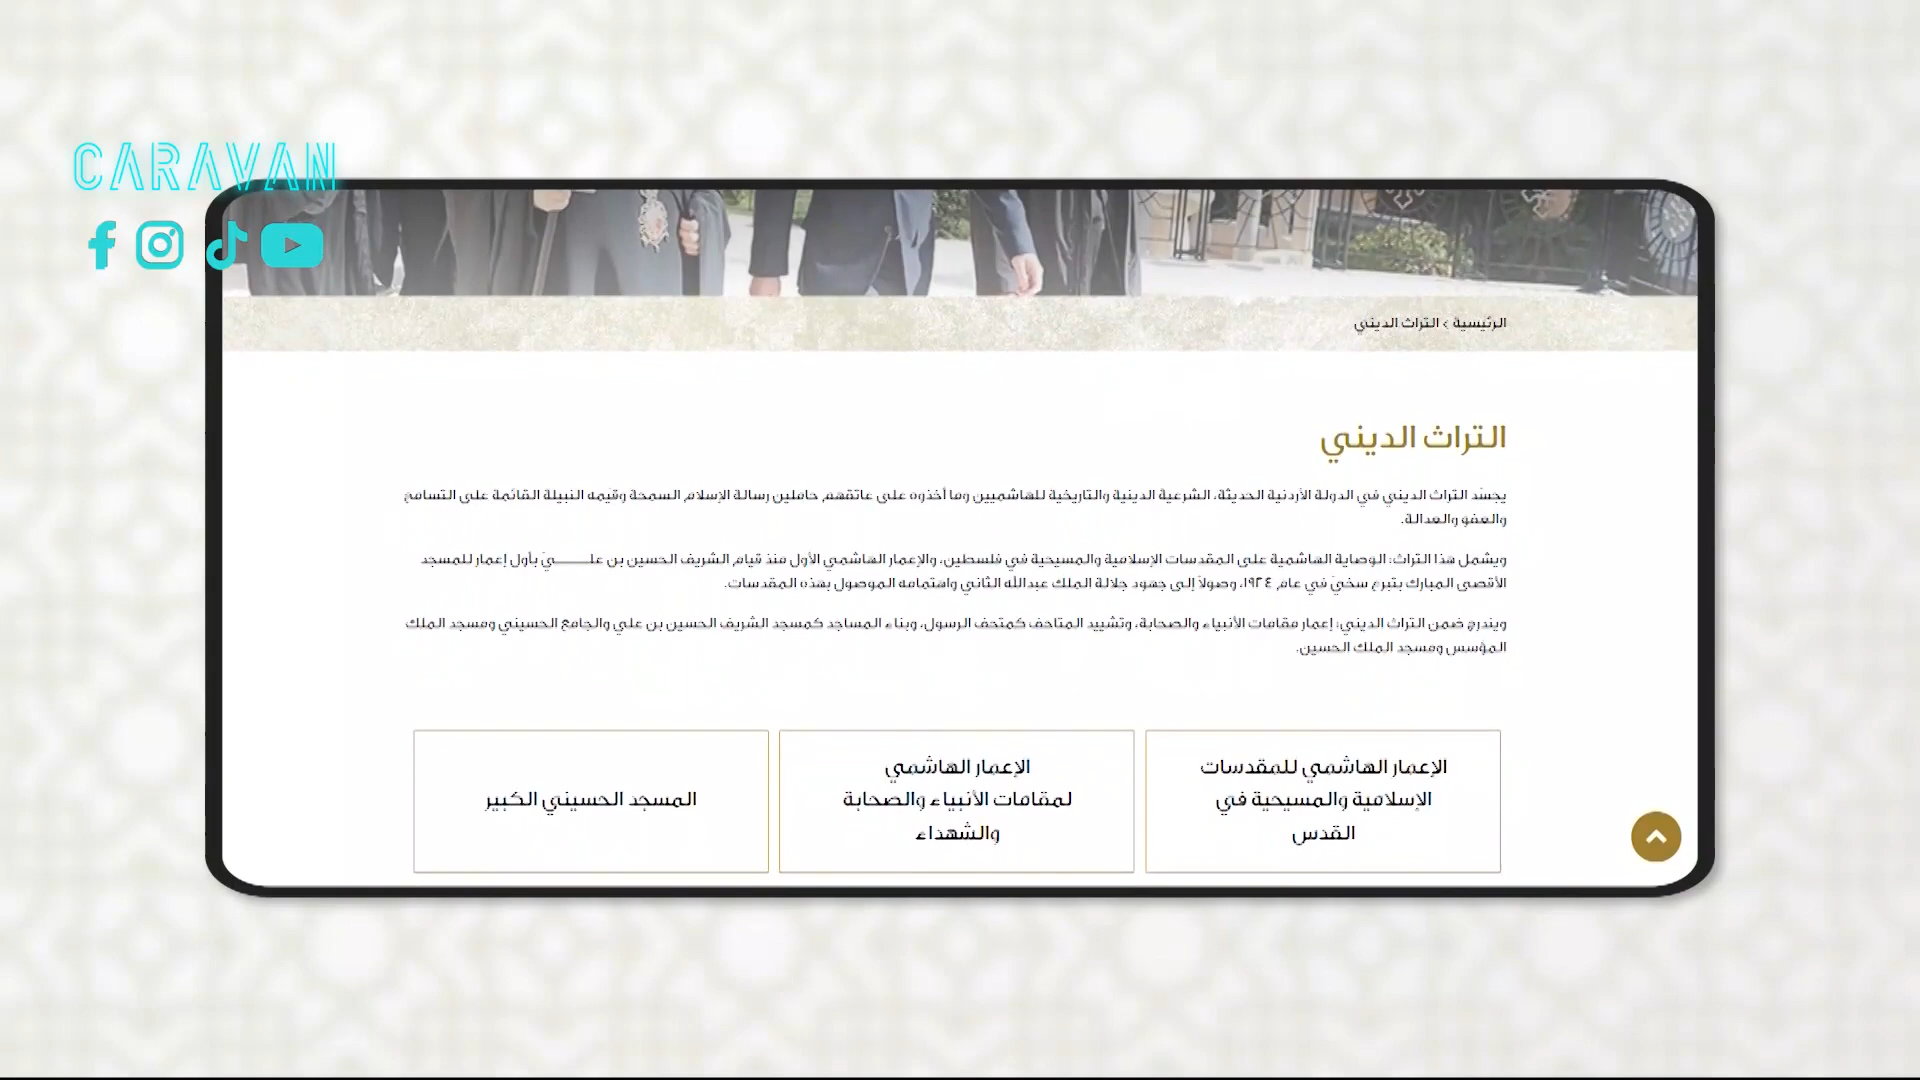 CARAVAN
الرئيسية > التراث الديني
التراث الديني
يجسّد التراث الديني في الدولة الأردنية الحديثة، الشرعية الدينية والتاريخية للهاشميين وما أخذوه على عاتقهم حاملين رسالة الإسلام السمحة وقيَمه النبيلة القائمة على التسامح
والعفو والعدالة.
ويشمل هذا التراث: الوصاية الهاشمية على المقدسات الإسلامية والمسيحية في فلسطين، والإعمار الهاشمي الأول منذ قيام الشريف الحسين بن علــــــيّ بأول إعمار للمسجد
الأقصى المبارك بتبرع سخيّ في عام ١٩٢٤، وصولاً إلى جهود جلالة الملك عبدالله الثاني واهتمامه الموصول بهذه المقدسات.
ويندرج ضمن التراث الديني: إعمار مقامات الأنبياء والصحابة، وتشييد المتاحف كمتحف الرسول، وبناء المساجد كمسجد الشريف الحسين بن علي والجامع الحسيني ومسجد الملك
المؤسس ومسجد الملك الحسين.
الإعمار الهاشمي للمقدسات
الإسلامية والمسيحية في
القدس
الإعمار الهاشمي
لمقامات الأنبياء والصحابة
والشهداء
المسجد الحسيني الكبير